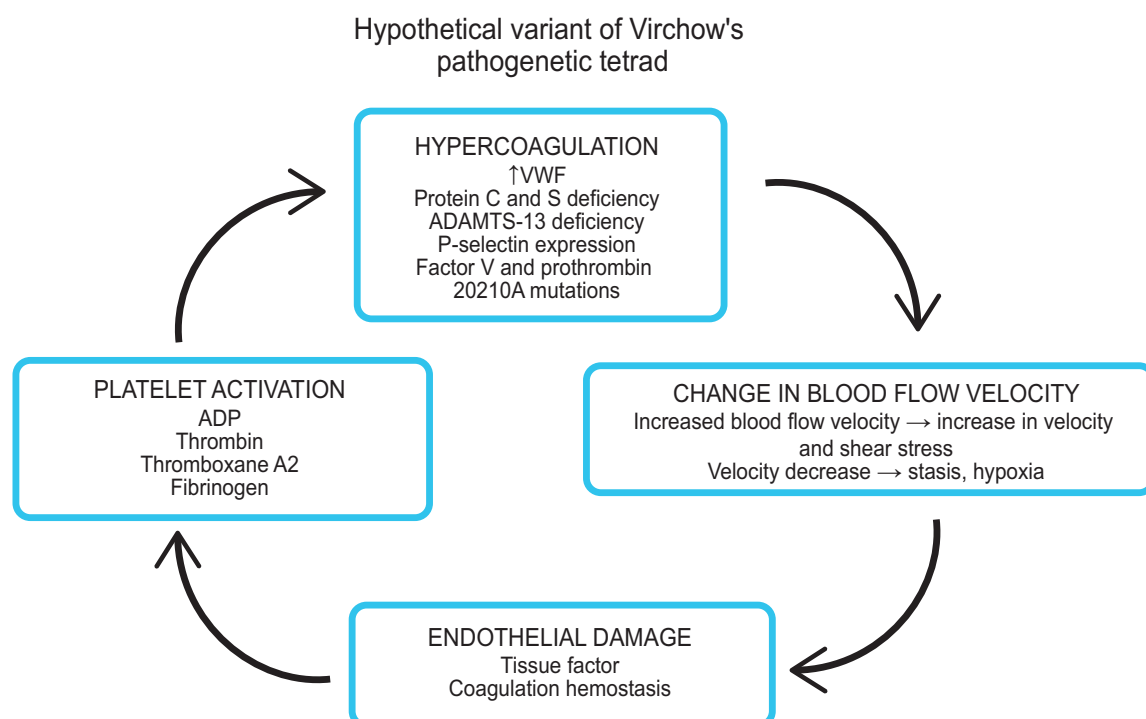 Hypothetical variant of Virchow's
pathogenetic tetrad
HYPERCOAGULATION
↑VWF
Protein C and S deficiency
ADAMTS-13 deficiency
P-selectin expression
Factor V and prothrombin
20210A mutations
PLATELET ACTIVATION
ADP
Thrombin
Thromboxane A2
Fibrinogen
CHANGE IN BLOOD FLOW VELOCITY
Increased blood flow velocity → increase in velocity
and shear stress
Velocity decrease → stasis, hypoxia
ENDOTHELIAL DAMAGE
Tissue factor
Coagulation hemostasis